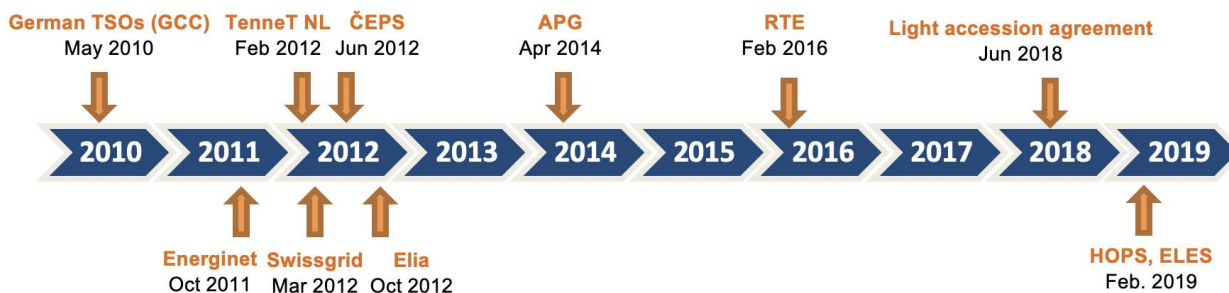 German TSOs (GCC)
May 2010
TenneT NL
Feb 2012
ČEPS
Jun 2012
APG
Apr 2014
RTE
Feb 2016
Light accession agreement
Jun 2018
2010 2011 2012 2013 2014 2015 2016 2017 2018 2019
Energinet
Oct 2011
Swissgrid
Mar 2012
Elia
Oct 2012
HOPS, ELES
Feb. 2019